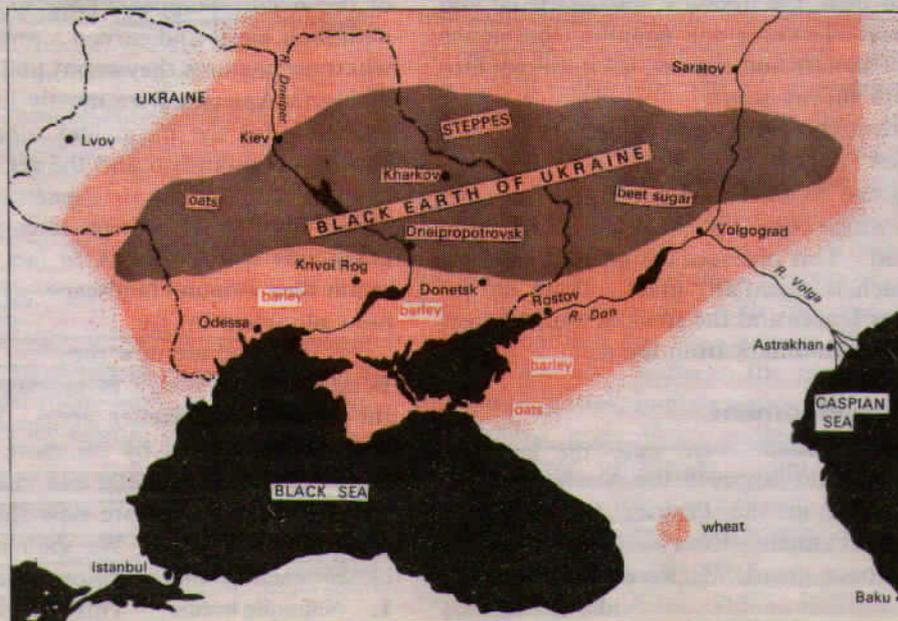 UKRAINE
R. Dnieper
Saratov
Lvov
Kiev
STEPPES
Kharkov
oats
BLACK EARTH OF UKRAINE
beet sugar
Dneipropotrovsk
Volgograd
Krivoi Rog
Donetsk
barley
barley
Rostov
R. Don
R. Volga
Odessa
Astrakhan
barley
oats
CASPIAN
SEA
BLACK SEA
wheat
Istanbul
Baku